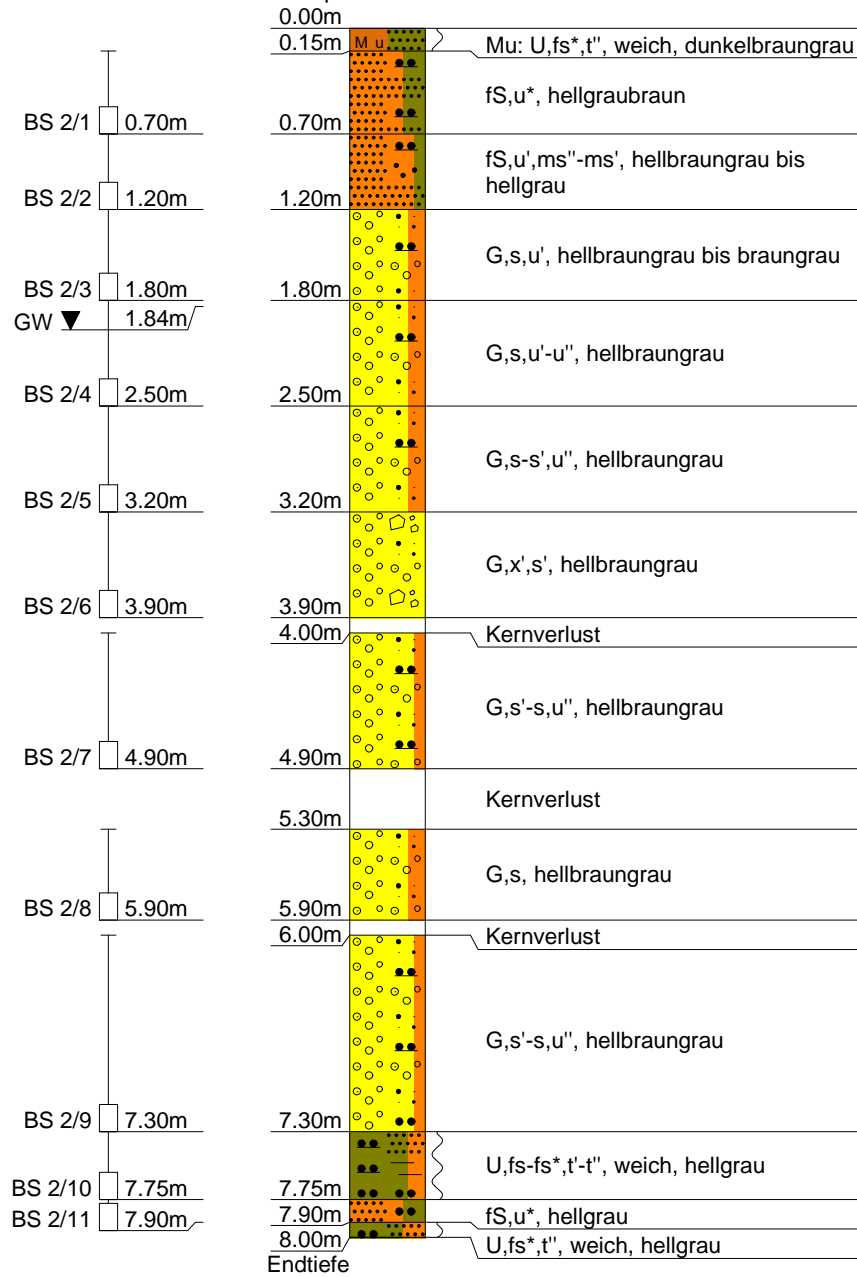 0.00m
0.15m Mu Mu: U,fs*,t'', weich, dunkelbraungrau
fS,u*, hellgraubraun
BS 2/1 0.70m 0.70m
fS,u',ms''-ms', hellbraungrau bis
hellgrau
BS 2/2 1.20m 1.20m
G,s,u', hellbraungrau bis braungrau
BS 2/3 1.80m 1.80m
GW 1.84m
G,s,u'-u'', hellbraungrau
BS 2/4 2.50m 2.50m
G,s-s',u'', hellbraungrau
BS 2/5 3.20m 3.20m
G,x',s', hellbraungrau
BS 2/6 3.90m 3.90m
4.00m Kernverlust
G,s'-s,u'', hellbraungrau
BS 2/7 4.90m 4.90m
Kernverlust
5.30m
G,s, hellbraungrau
BS 2/8 5.90m 5.90m
6.00m Kernverlust
G,s'-s,u'', hellbraungrau
BS 2/9 7.30m 7.30m
U,fs-fs*,t'-t'', weich, hellgrau
BS 2/10 7.75m 7.75m
BS 2/11 7.90m 7.90m fS,u*, hellgrau
8.00m U,fs*,t'', weich, hellgrau
Endtiefe